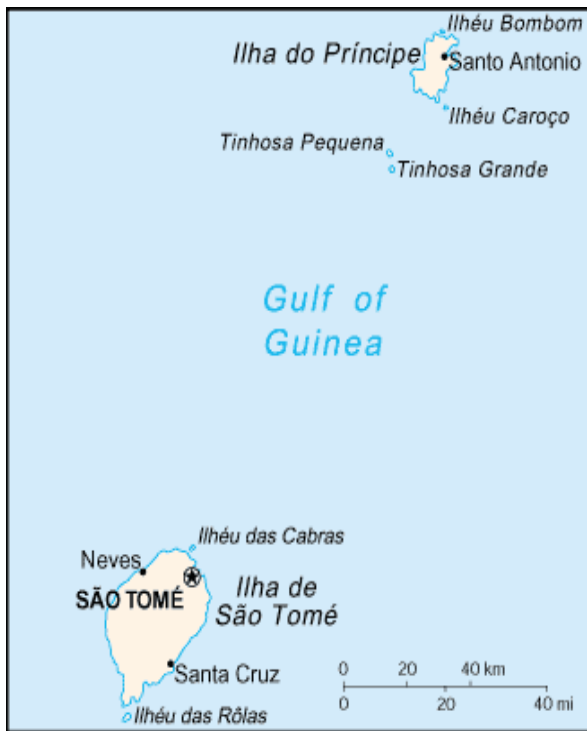 Ilhéu Bombom
Ilha do Príncipe
Santo Antonio
Ilhéu Caroço
Tinhosa Pequena
Tinhosa Grande
Gulf of
Guinea
Ilhéu das Cabras
Neves
SÃO TOMÉ
Ilha de
São Tomé
Santa Cruz
Ilhéu das Rôlas
0 20 40 km
0 20 40 mi